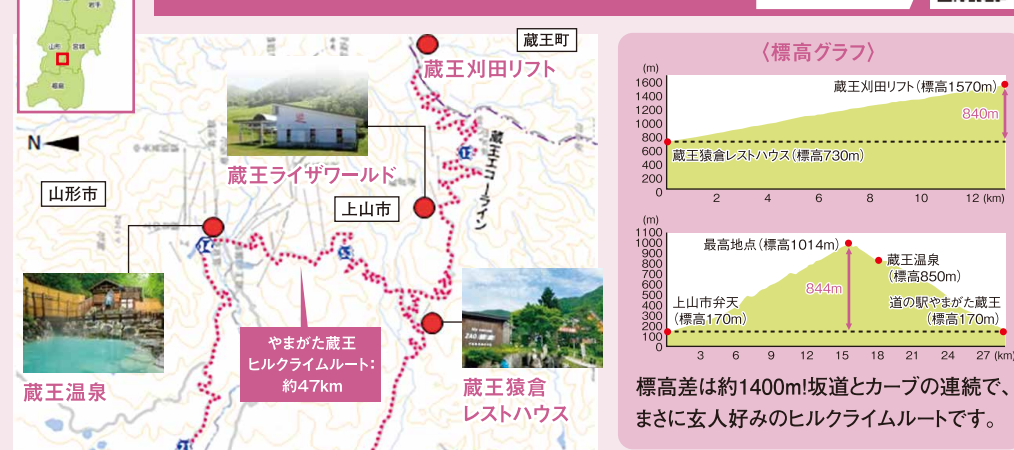 岩手
山形
宮城
福島
N
蔵王町
蔵王刈田リフト
蔵王ライザワールド
蔵王エコーライン
山形市
上山市
蔵王温泉
やまがた蔵王
ヒルクライムルート:
約47km
蔵王猿倉
レストハウス
〈標高グラフ〉
(m)
1600
1400
1200
1000
800
600
400
200
0
蔵王刈田リフト(標高1570m)
840m
蔵王猿倉レストハウス(標高730m)
2 4 6 8 10 12 (km)
(m)
1100
1000
900
800
700
600
500
400
300
200
100
0
最高地点(標高1014m)
蔵王温泉
(標高850m)
844m
上山市弁天
(標高170m)
道の駅やまがた蔵王
(標高170m)
3 6 9 12 15 18 21 24 27 (km)
標高差は約1400m!坂道とカーブの連続で、
まさに玄人好みのヒルクライムルートです。